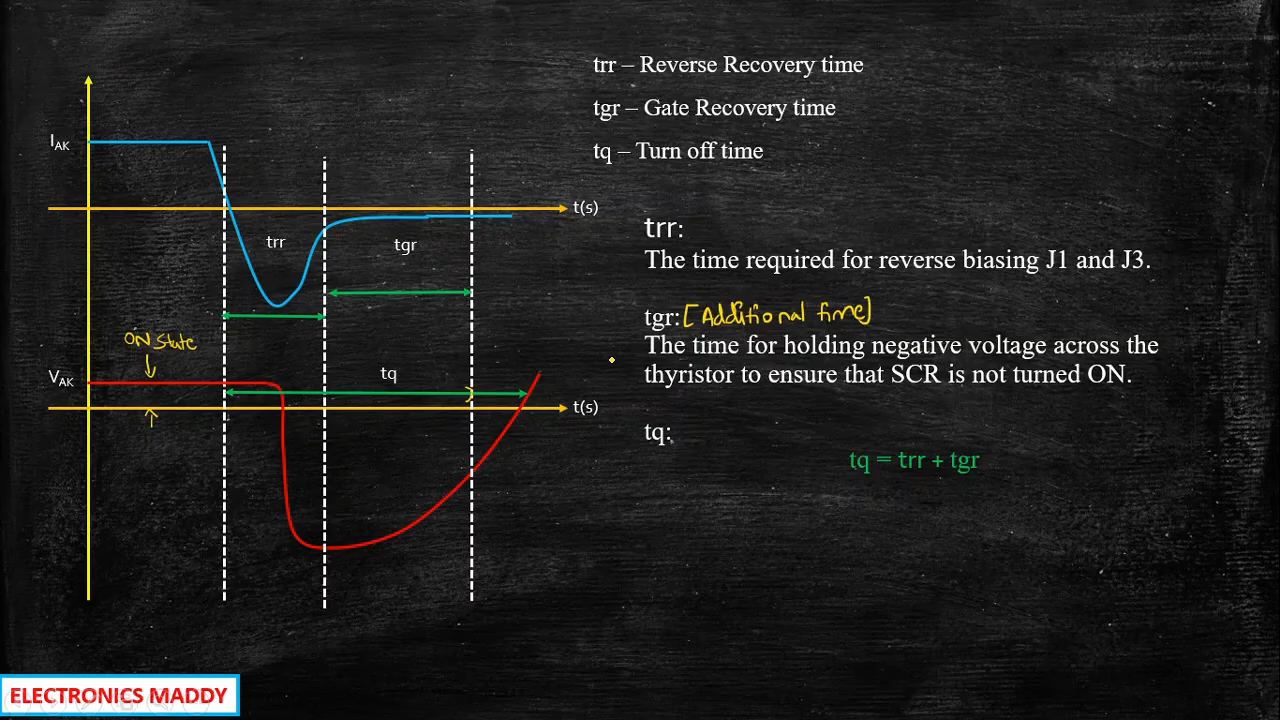 trr – Reverse Recovery time
tgr – Gate Recovery time
tq – Turn off time
I_AK
t(s)
trr
tgr
ON State
V_AK
tq
t(s)
trr:
The time required for reverse biasing J1 and J3.
tgr: [Additional time]
The time for holding negative voltage across the
thyristor to ensure that SCR is not turned ON.
tq:
tq = trr + tgr
ELECTRONICS MADDY